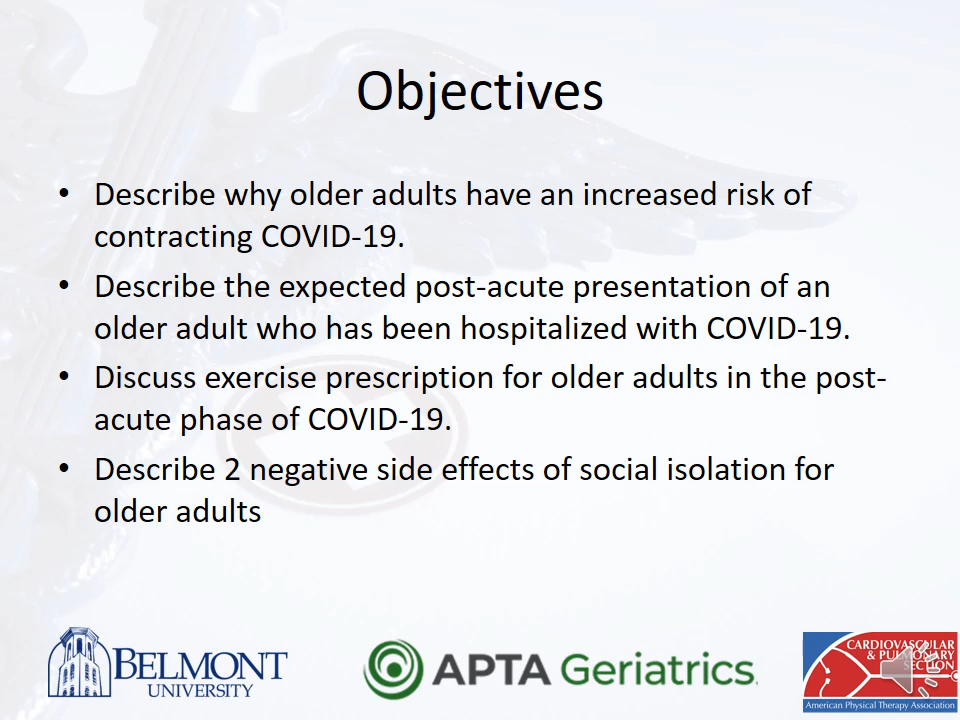 Objectives
• Describe why older adults have an increased risk of
contracting COVID-19.
• Describe the expected post-acute presentation of an
older adult who has been hospitalized with COVID-19.
• Discuss exercise prescription for older adults in the post-
acute phase of COVID-19.
• Describe 2 negative side effects of social isolation for
older adults
BELMONT
UNIVERSITY
APTA Geriatrics.
CARDIOVASCULAR
& PULMONARY
SECTION
American Physical Therapy Association